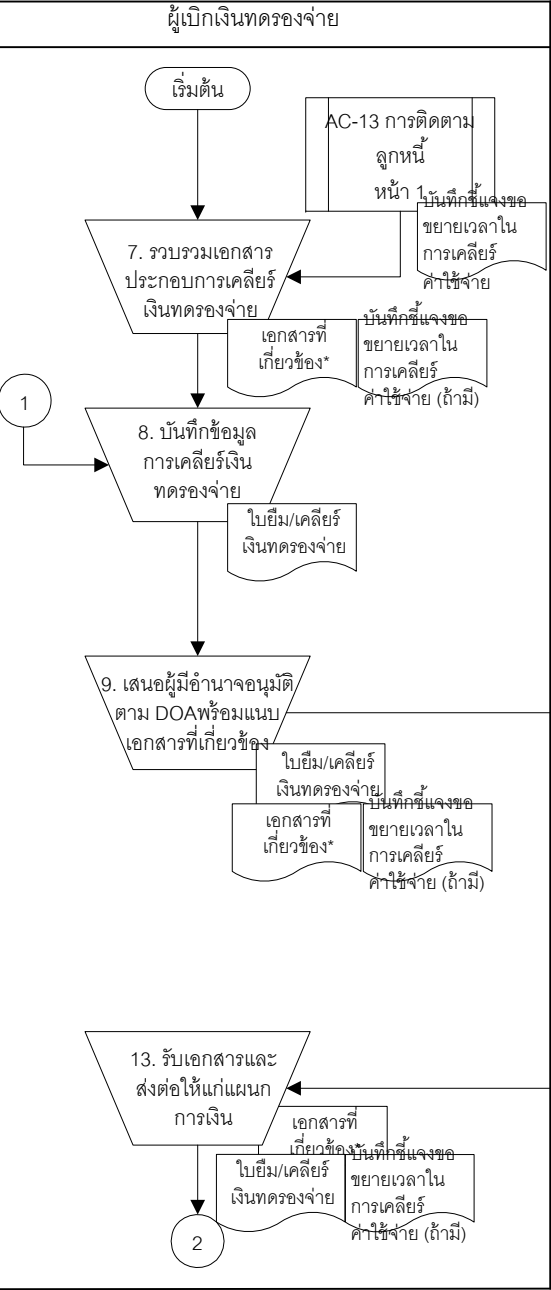 ผู้เบิกเงินทดรองจ่าย
เริ่มต้น
AC-13 การติดตาม
ลูกหนี้
หน้า 1
บันทึกชี้แจงขอ
ขยายเวลาใน
การเคลียร์
ค่าใช้จ่าย
7. รวบรวมเอกสาร
ประกอบการเคลียร์
เงินทดรองจ่าย
เอกสารที่
เกี่ยวข้อง*
บันทึกชี้แจงขอ
ขยายเวลาใน
การเคลียร์
ค่าใช้จ่าย (ถ้ามี)
1
8. บันทึกข้อมูล
การเคลียร์เงิน
ทดรองจ่าย
ใบยืม/เคลียร์
เงินทดรองจ่าย
9. เสนอผู้มีอำนาจอนุมัติ
ตาม DOAพร้อมแนบ
เอกสารที่เกี่ยวข้อง
ใบยืม/เคลียร์
เงินทดรองจ่าย
เอกสารที่
เกี่ยวข้อง*
บันทึกชี้แจงขอ
ขยายเวลาใน
การเคลียร์
ค่าใช้จ่าย (ถ้ามี)
13. รับเอกสารและ
ส่งต่อให้แก่แผนก
การเงิน
เอกสารที่
เกี่ยวข้อง*
ใบยืม/เคลียร์
เงินทดรองจ่าย
บันทึกชี้แจงขอ
ขยายเวลาใน
การเคลียร์
ค่าใช้จ่าย (ถ้ามี)
2